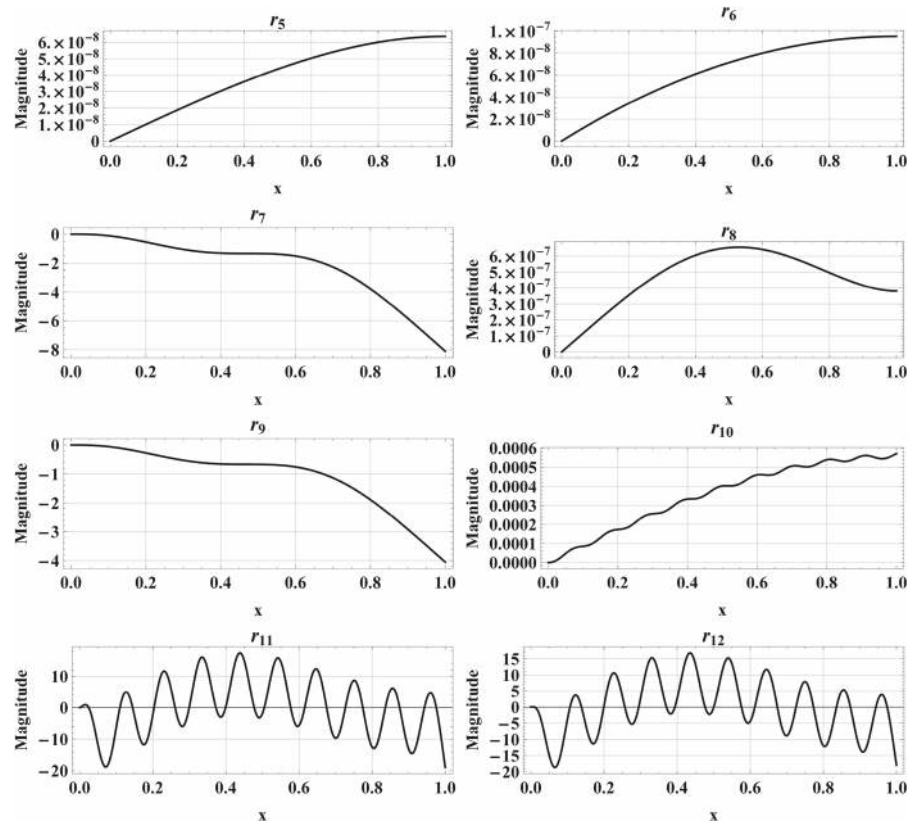 r5
6.×10-8
5.×10-8
4.×10-8
3.×10-8
2.×10-8
1.×10-8
0
Magnitude
0.0 0.2 0.4 0.6 0.8 1.0
x
r6
1.×10-7
8.×10-8
6.×10-8
4.×10-8
2.×10-8
0
Magnitude
0.0 0.2 0.4 0.6 0.8 1.0
x
r7
0
−2
−4
−6
−8
Magnitude
0.0 0.2 0.4 0.6 0.8 1.0
x
r8
6.×10-7
5.×10-7
4.×10-7
3.×10-7
2.×10-7
1.×10-7
0
Magnitude
0.0 0.2 0.4 0.6 0.8 1.0
x
r9
0
−1
−2
−3
−4
Magnitude
0.0 0.2 0.4 0.6 0.8 1.0
x
r10
0.0006
0.0005
0.0004
0.0003
0.0002
0.0001
0.0000
Magnitude
0.0 0.2 0.4 0.6 0.8 1.0
x
r11
10
0
−10
−20
Magnitude
0.0 0.2 0.4 0.6 0.8 1.0
x
r12
15
10
5
0
−5
−10
−15
−20
Magnitude
0.0 0.2 0.4 0.6 0.8 1.0
x